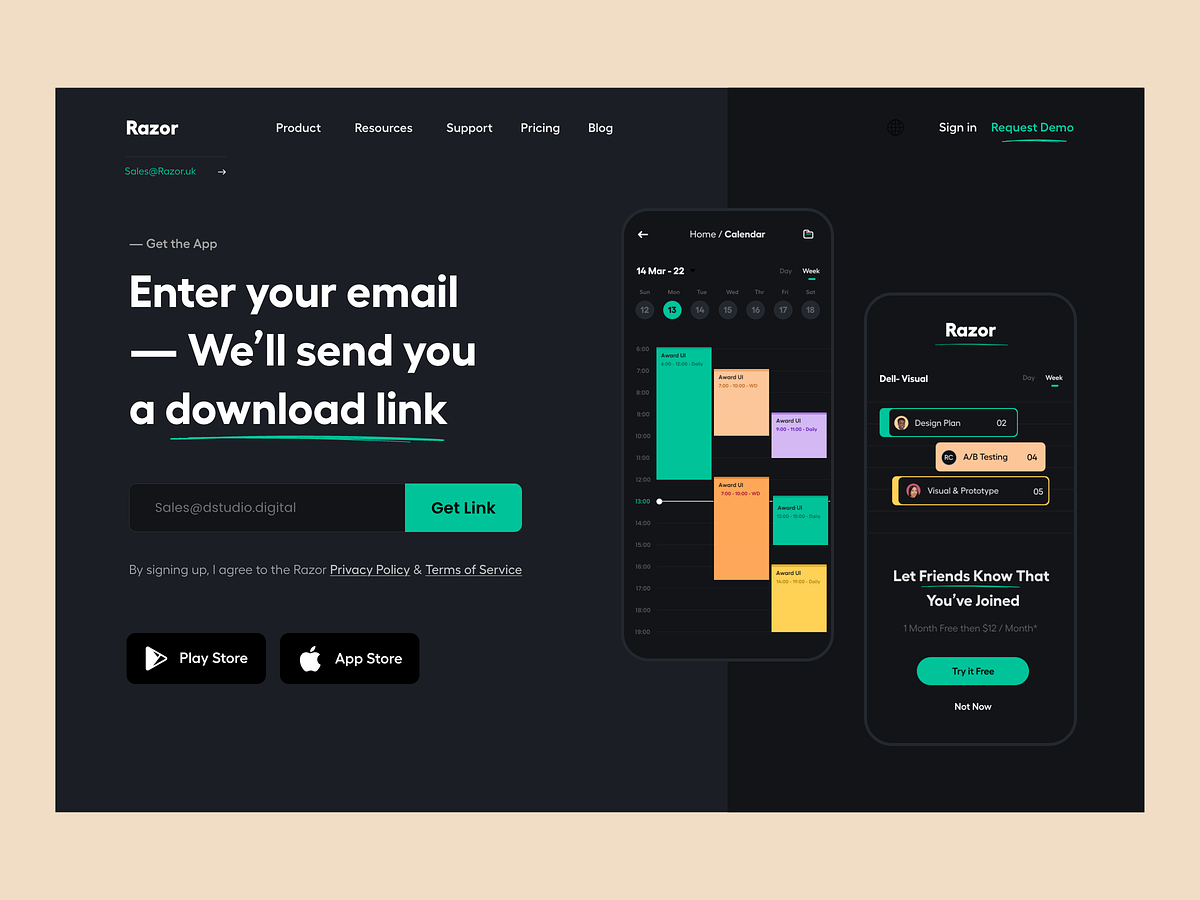 Razor
Product
Resources
Support
Pricing
Blog
Sign in
Request Demo
Sales@Razor.uk →
— Get the App
Enter your email
— We’ll send you
a download link
Sales@dstudio.digital
Get Link
By signing up, I agree to the Razor Privacy Policy & Terms of Service
Play Store
App Store
Home / Calendar
14 Mar - 22
Day
Week
Sun Mon Tue Wed Thr Fri Sat
12 13 14 15 16 17 18
6:00
7:00
8:00
8:00
10:00
11:00
12:00
13:00
14:00
15:00
16:00
17:00
18:00
19:00
Award UI
6:00 - 12:00 - Daily
Award UI
7:00 - 10:00 - WD
Award UI
9:00 - 11:00 - Daily
Award UI
7:00 - 10:00 - WD
Award UI
13:00 - 15:00 - Daily
Award UI
16:00 - 19:00 - Daily
Razor
Dell- Visual
Day
Week
Design Plan 02
RC A/B Testing 04
Visual & Prototype 05
Let Friends Know That
You’ve Joined
1 Month Free then $12 / Month*
Try it Free
Not Now